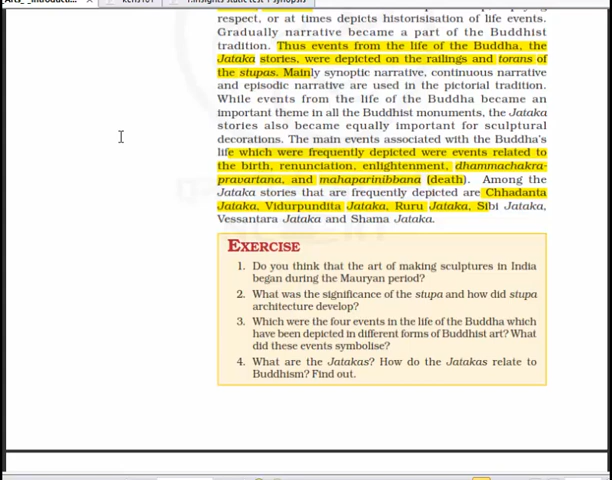 respect, or at times depicts historisation of life events.
Gradually narrative became a part of the Buddhist
tradition. Thus events from the life of the Buddha, the
Jataka stories, were depicted on the railings and torans of
the stupas. Mainly synoptic narrative, continuous narrative
and episodic narrative are used in the pictorial tradition.
While events from the life of the Buddha became an
important theme in all the Buddhist monuments, the Jataka
stories also became equally important for sculptural
decorations. The main events associated with the Buddha's
life which were frequently depicted were events related to
the birth, renunciation, enlightenment, dhammachakra-
pravartana, and mahaparinibbana (death). Among the
Jataka stories that are frequently depicted are Chhadanta
Jataka, Vidurpundita Jataka, Ruru Jataka, Sibi Jataka,
Vessantara Jataka and Shama Jataka.
EXERCISE
1. Do you think that the art of making sculptures in India
began during the Mauryan period?
2. What was the significance of the stupa and how did stupa
architecture develop?
3. Which were the four events in the life of the Buddha which
have been depicted in different forms of Buddhist art? What
did these events symbolise?
4. What are the Jatakas? How do the Jatakas relate to
Buddhism? Find out.